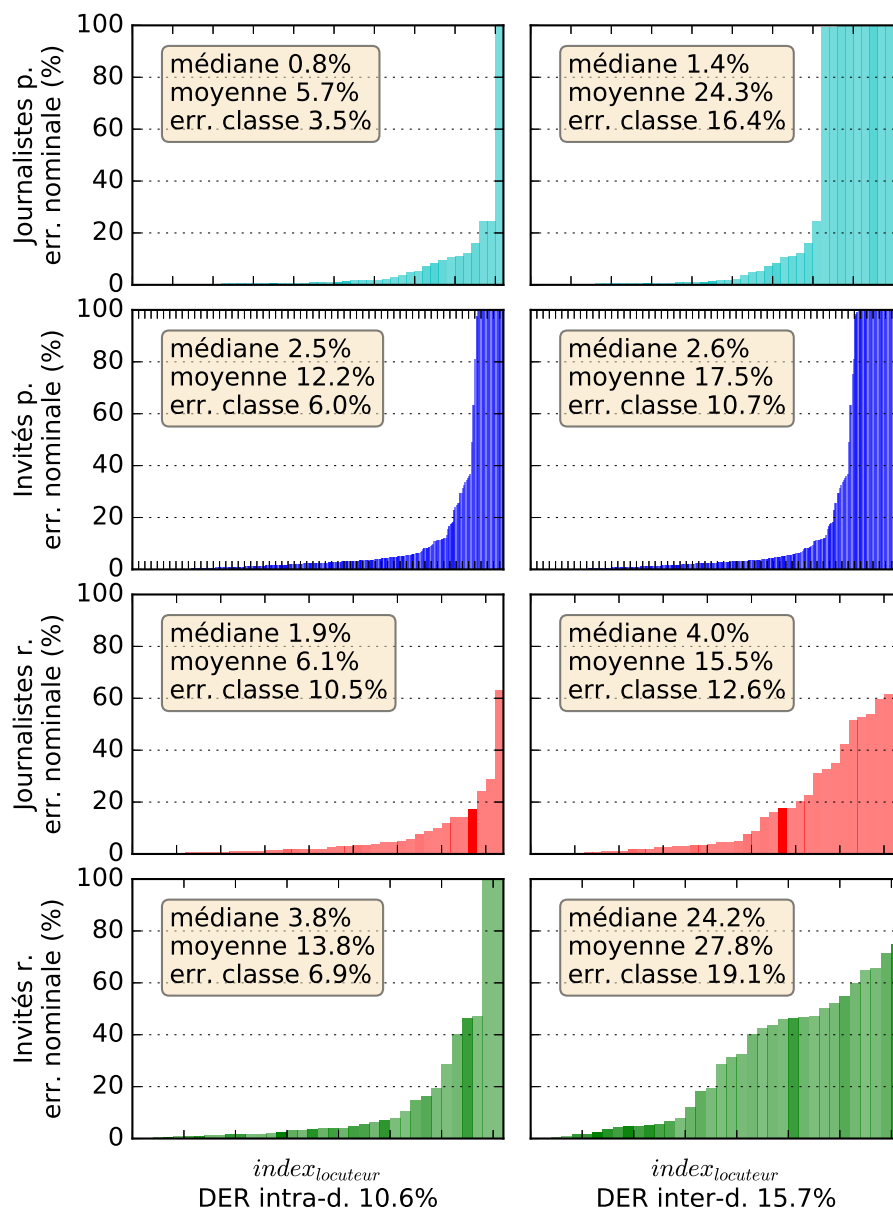 Journalistes p.
err. nominale (%)
100
80
60
40
20
0
médiane 0.8%
moyenne 5.7%
err. classe 3.5%
médiane 1.4%
moyenne 24.3%
err. classe 16.4%
Invités p.
err. nominale (%)
100
80
60
40
20
0
médiane 2.5%
moyenne 12.2%
err. classe 6.0%
médiane 2.6%
moyenne 17.5%
err. classe 10.7%
Journalistes r.
err. nominale (%)
100
80
60
40
20
0
médiane 1.9%
moyenne 6.1%
err. classe 10.5%
médiane 4.0%
moyenne 15.5%
err. classe 12.6%
Invités r.
err. nominale (%)
100
80
60
40
20
0
médiane 3.8%
moyenne 13.8%
err. classe 6.9%
médiane 24.2%
moyenne 27.8%
err. classe 19.1%
index_locuteur
DER intra-d. 10.6%
index_locuteur
DER inter-d. 15.7%